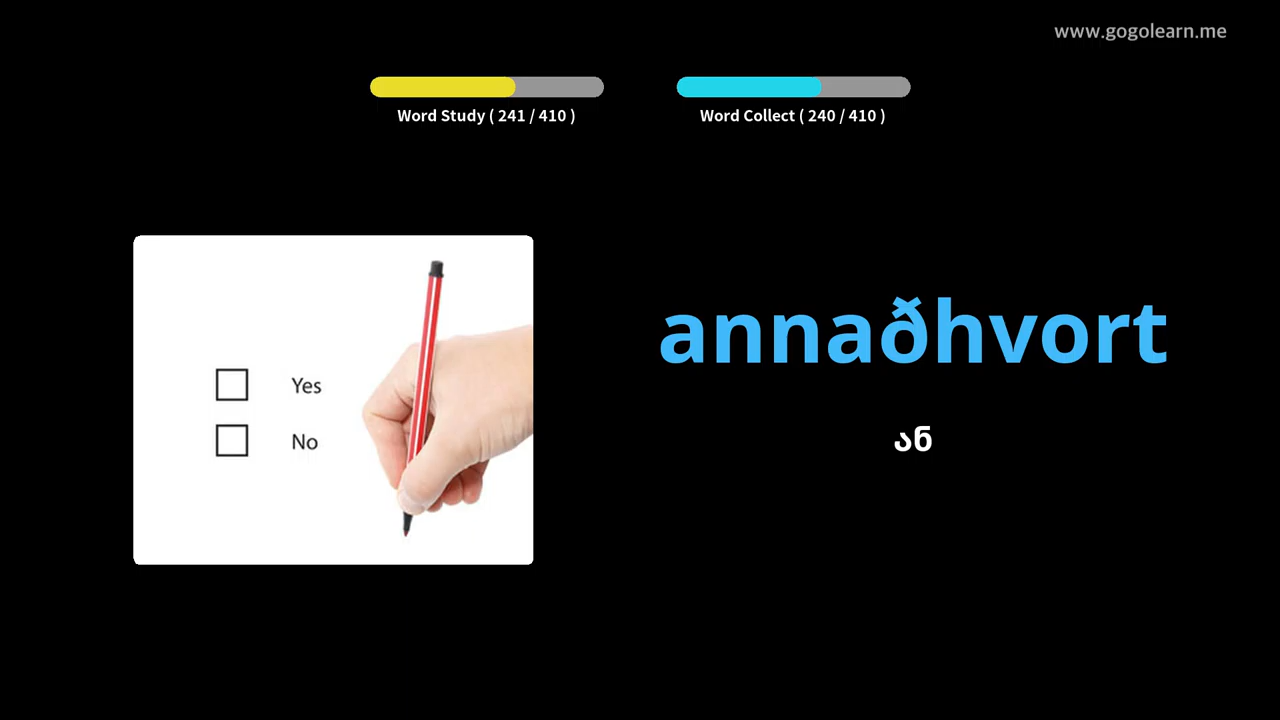 www.gogolearn.me
Word Study ( 241 / 410 )
Word Collect ( 240 / 410 )
Yes
No
annaðhvort
ან